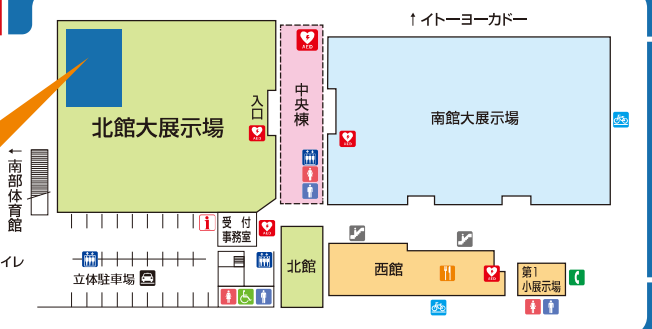 ↑イトーヨーカドー
中央棟
入口
北館大展示場
南館大展示場
←南部体育館
受付
事務室
イレ
立体駐車場
北館
西館
第1
小展示場
AED
AED
AED
AED
AED